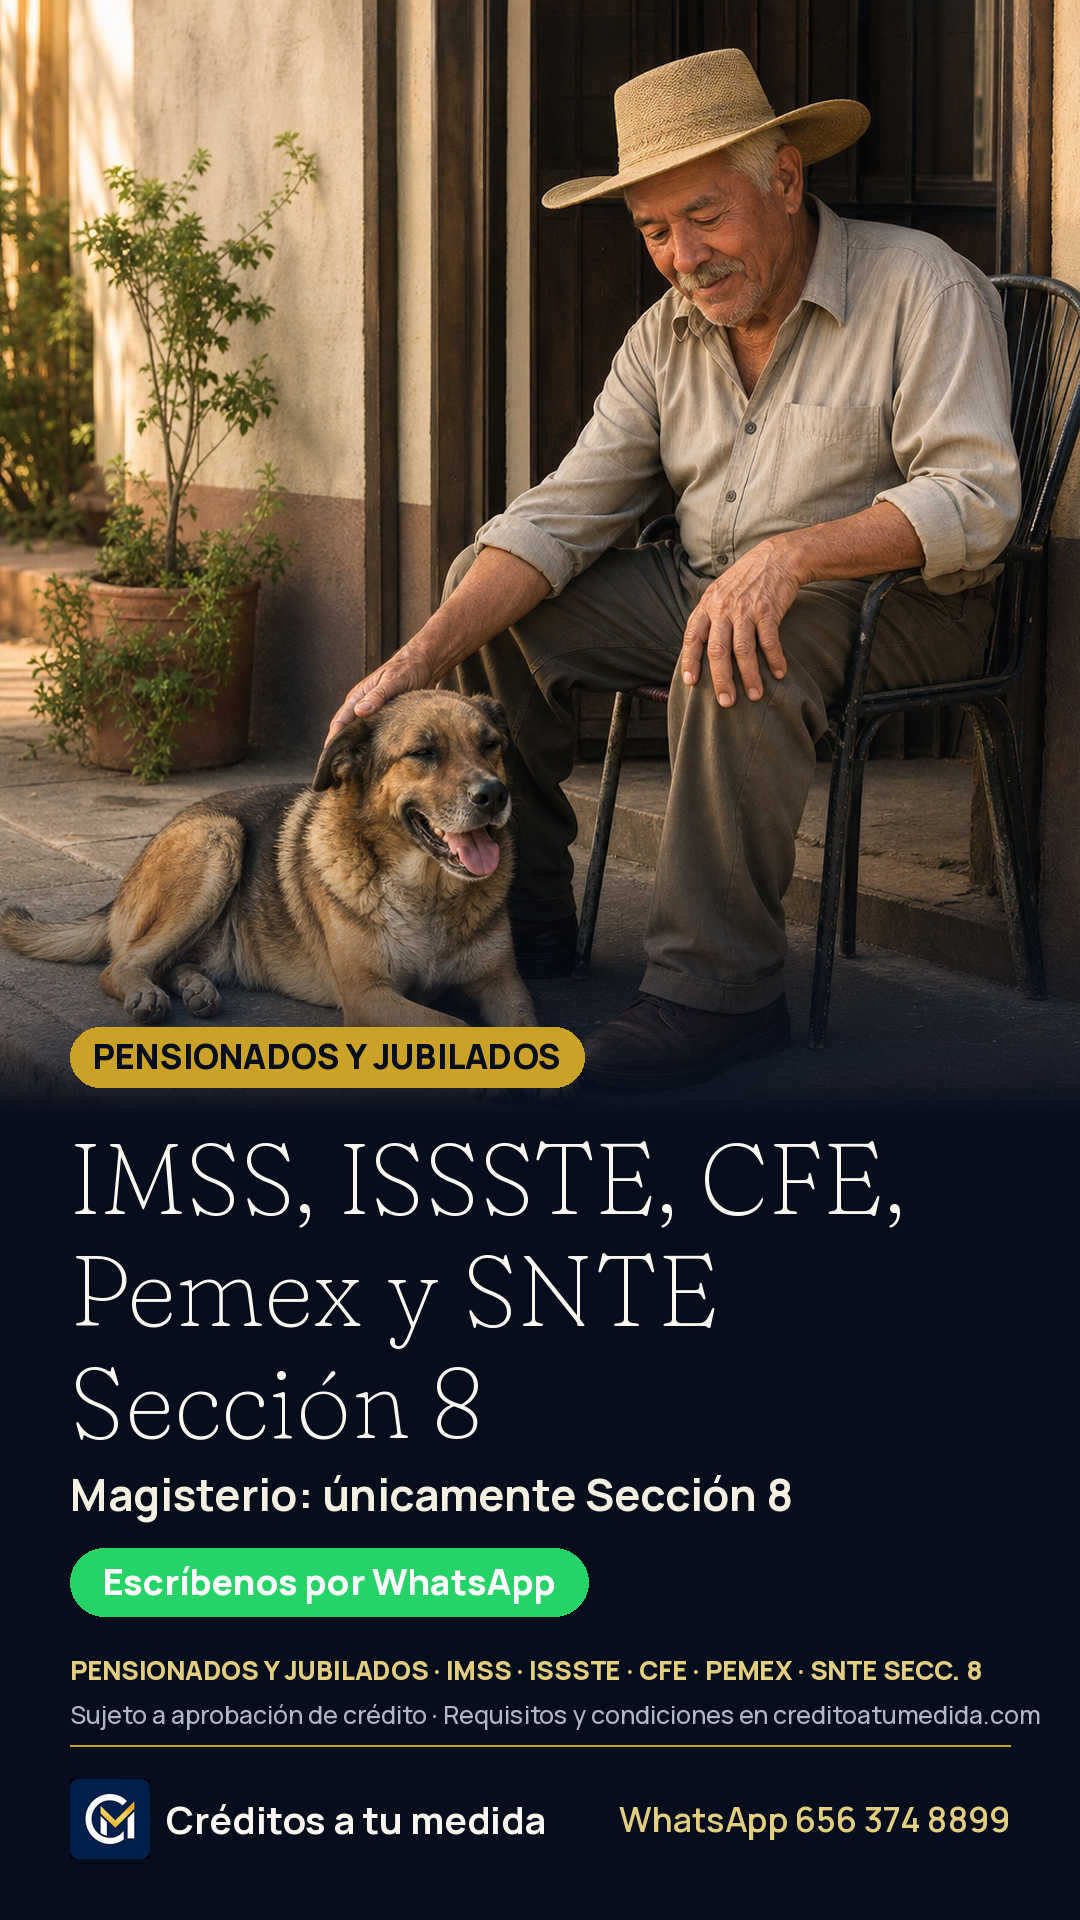 PENSIONADOS Y JUBILADOS
IMSS, ISSSTE, CFE,
Pemex y SNTE
Sección 8
Magisterio: únicamente Sección 8
Escríbenos por WhatsApp
PENSIONADOS Y JUBILADOS · IMSS · ISSSTE · CFE · PEMEX · SNTE SECC. 8
Sujeto a aprobación de crédito · Requisitos y condiciones en creditoatumedida.com
Créditos a tu medida
WhatsApp 656 374 8899